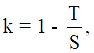 k = 1 - T/S,